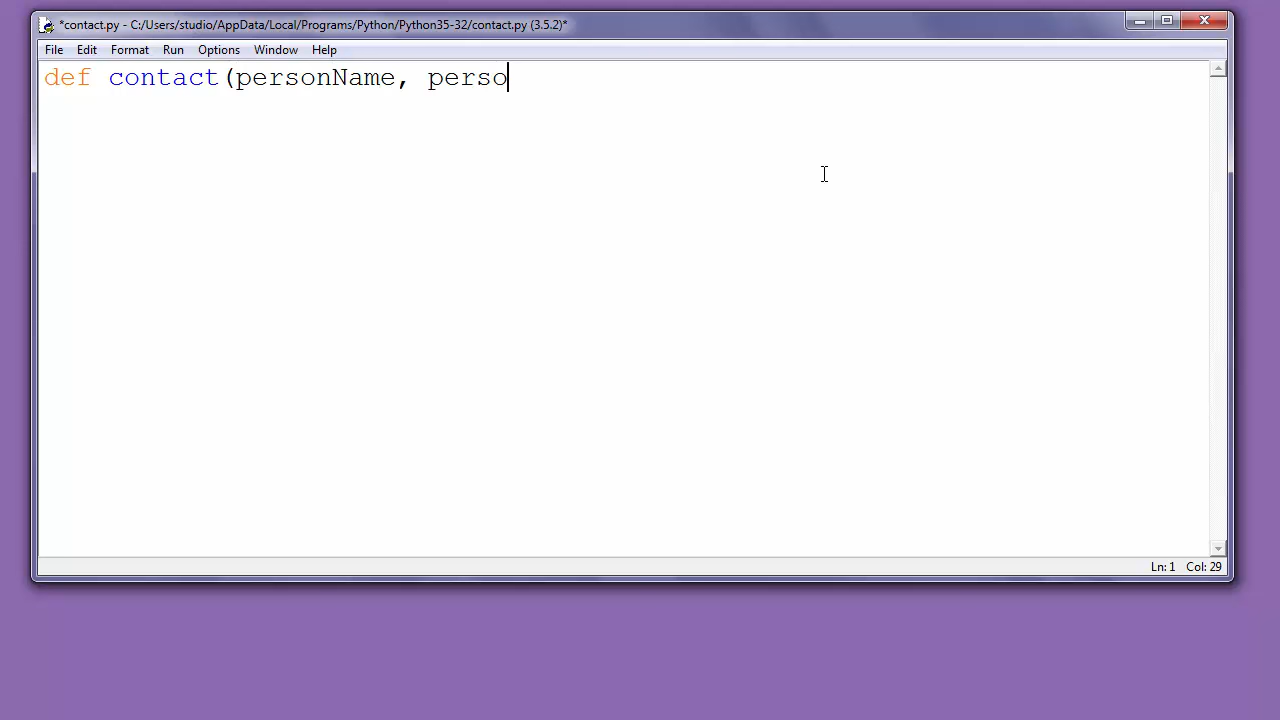 *contact.py - C:/Users/studio/AppData/Local/Programs/Python/Python35-32/contact.py (3.5.2)*
File Edit Format Run Options Window Help
def contact(personName, perso
Ln: 1 Col: 29